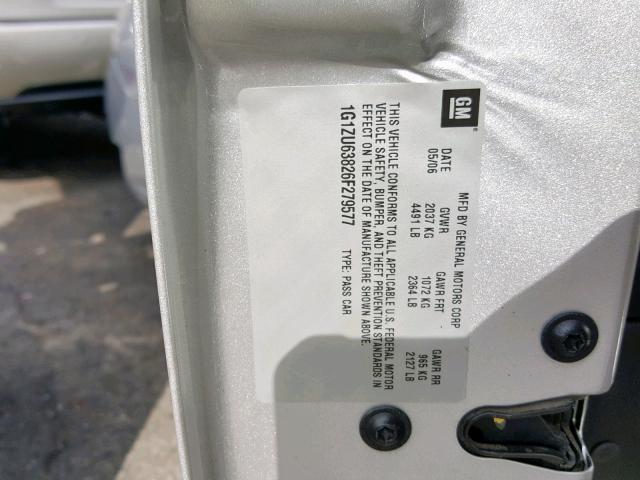 GM
MFD BY GENERAL MOTORS CORP
DATE GVWR GAWR FRT GAWR RR
05/06 2037 KG 1072 KG 965 KG
4491 LB 2364 LB 2127 LB
THIS VEHICLE CONFORMS TO ALL APPLICABLE U.S. FEDERAL MOTOR
VEHICLE SAFETY, BUMPER, AND THEFT PREVENTION STANDARDS IN
EFFECT ON THE DATE OF MANUFACTURE SHOWN ABOVE.
1G1ZU63826F279577 TYPE: PASS CAR